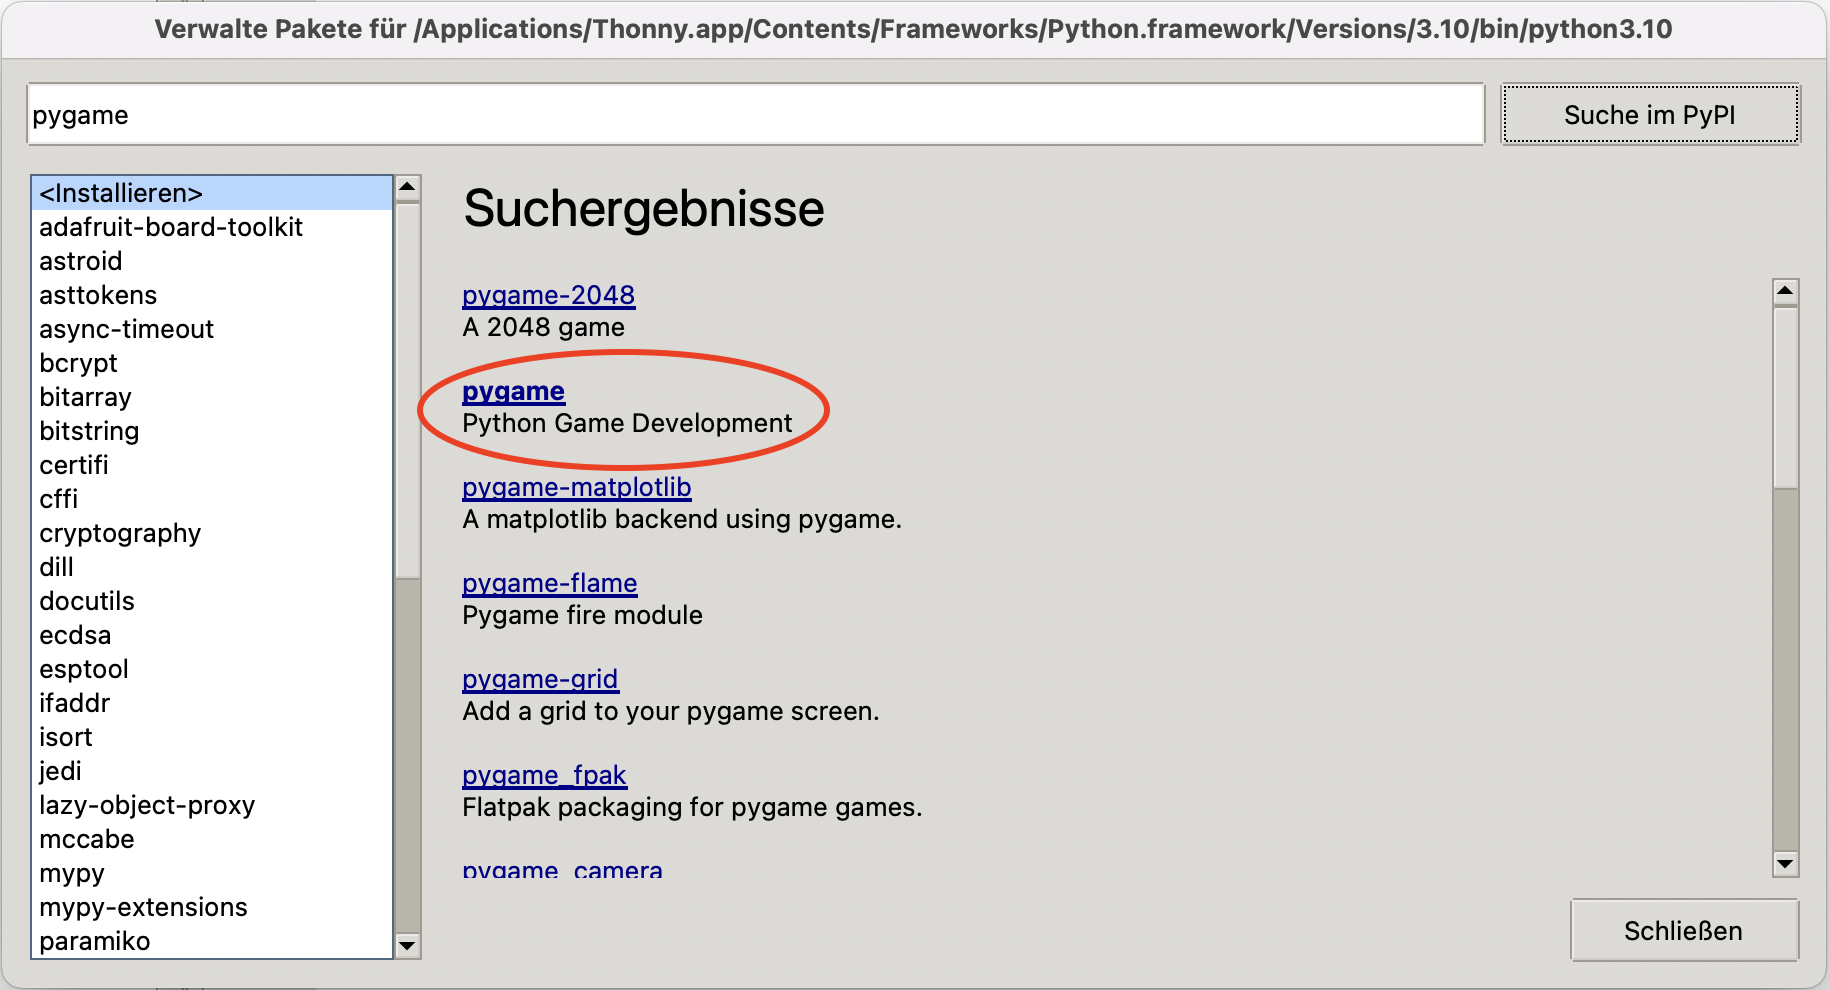 Verwalte Pakete für /Applications/Thonny.app/Contents/Frameworks/Python.framework/Versions/3.10/bin/python3.10
pygame
Suche im PyPI
<Installieren>
adafruit-board-toolkit
astroid
asttokens
async-timeout
bcrypt
bitarray
bitstring
certifi
cffi
cryptography
dill
docutils
ecdsa
esptool
ifaddr
isort
jedi
lazy-object-proxy
mccabe
mypy
mypy-extensions
paramiko
Suchergebnisse
pygame-2048
A 2048 game
pygame
Python Game Development
pygame-matplotlib
A matplotlib backend using pygame.
pygame-flame
Pygame fire module
pygame-grid
Add a grid to your pygame screen.
pygame_fpak
Flatpak packaging for pygame games.
pygame_camera
Schließen